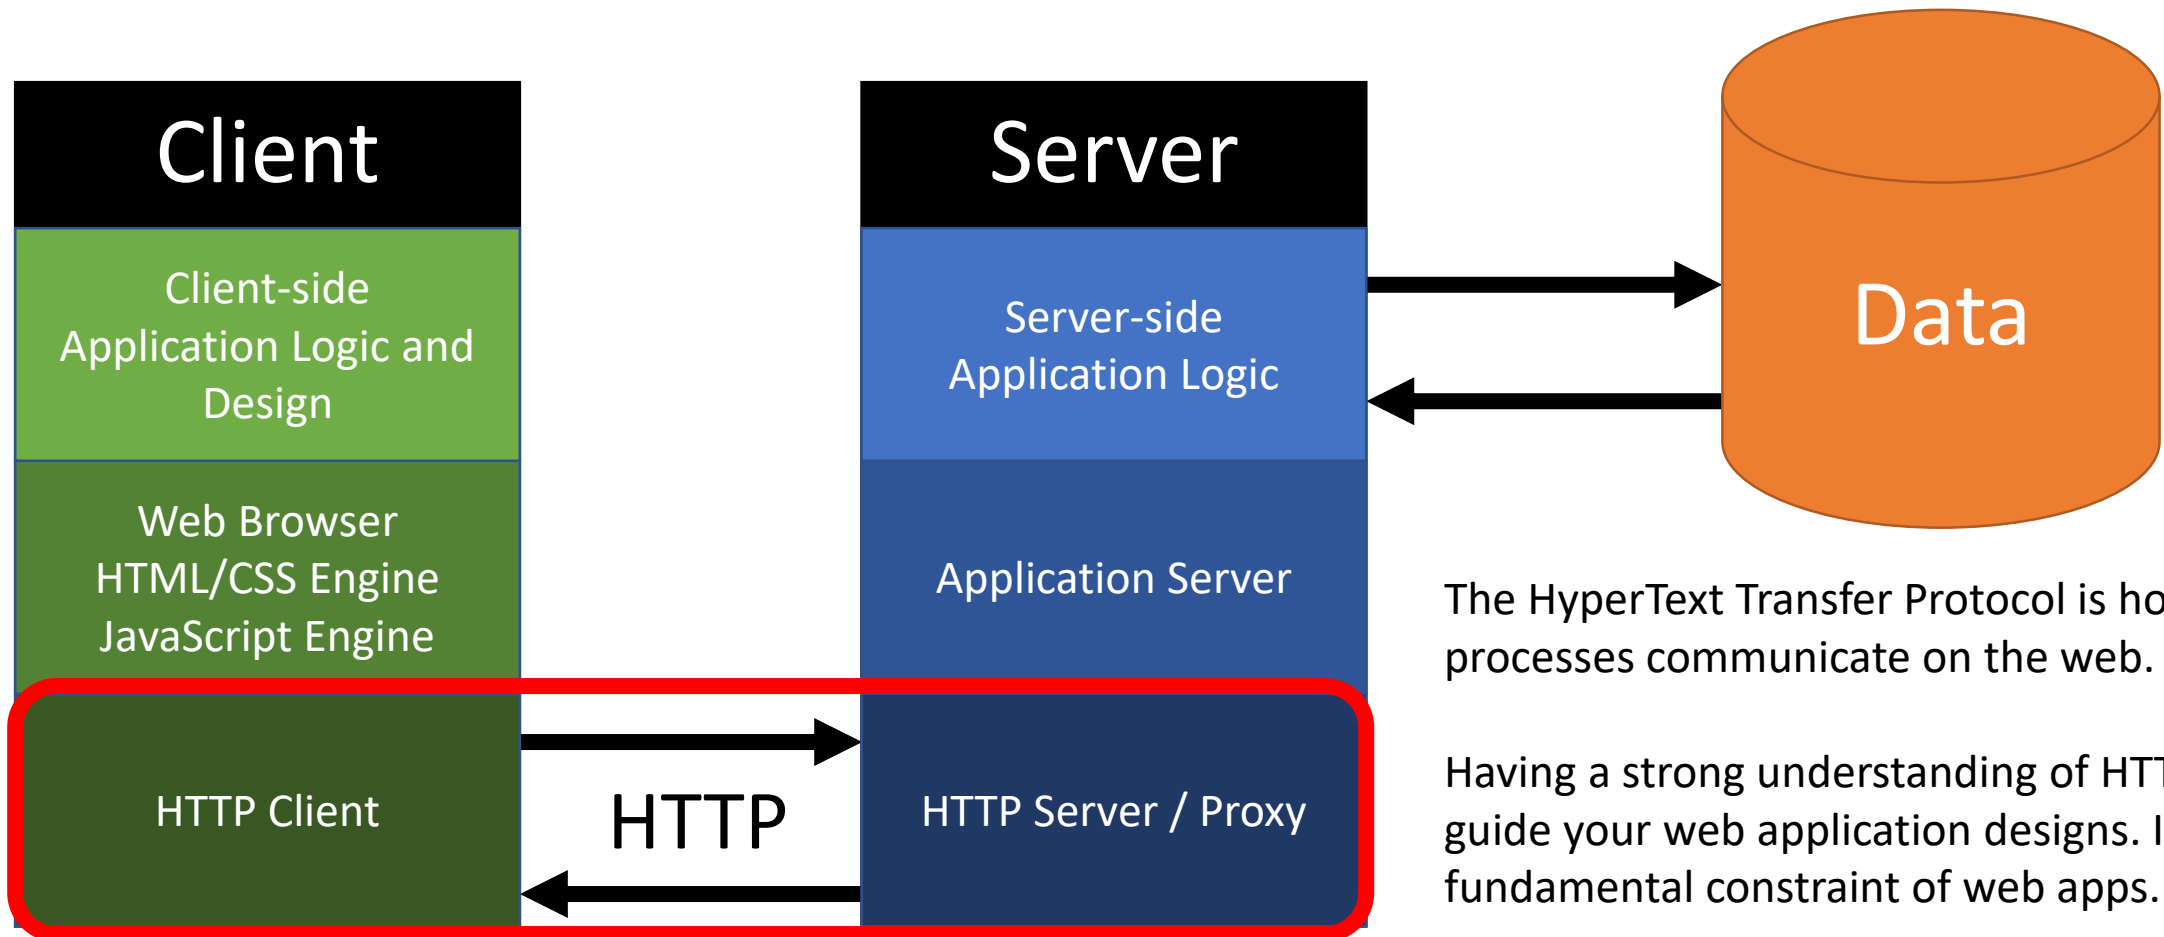 Client
Client-side
Application Logic and
Design
Web Browser
HTML/CSS Engine
JavaScript Engine
HTTP Client
HTTP
Server
Server-side
Application Logic
Application Server
HTTP Server / Proxy
Data
The HyperText Transfer Protocol is
processes communicate on the web.
Having a strong understanding of
guide your web application designs.
fundamental constraint of web apps.